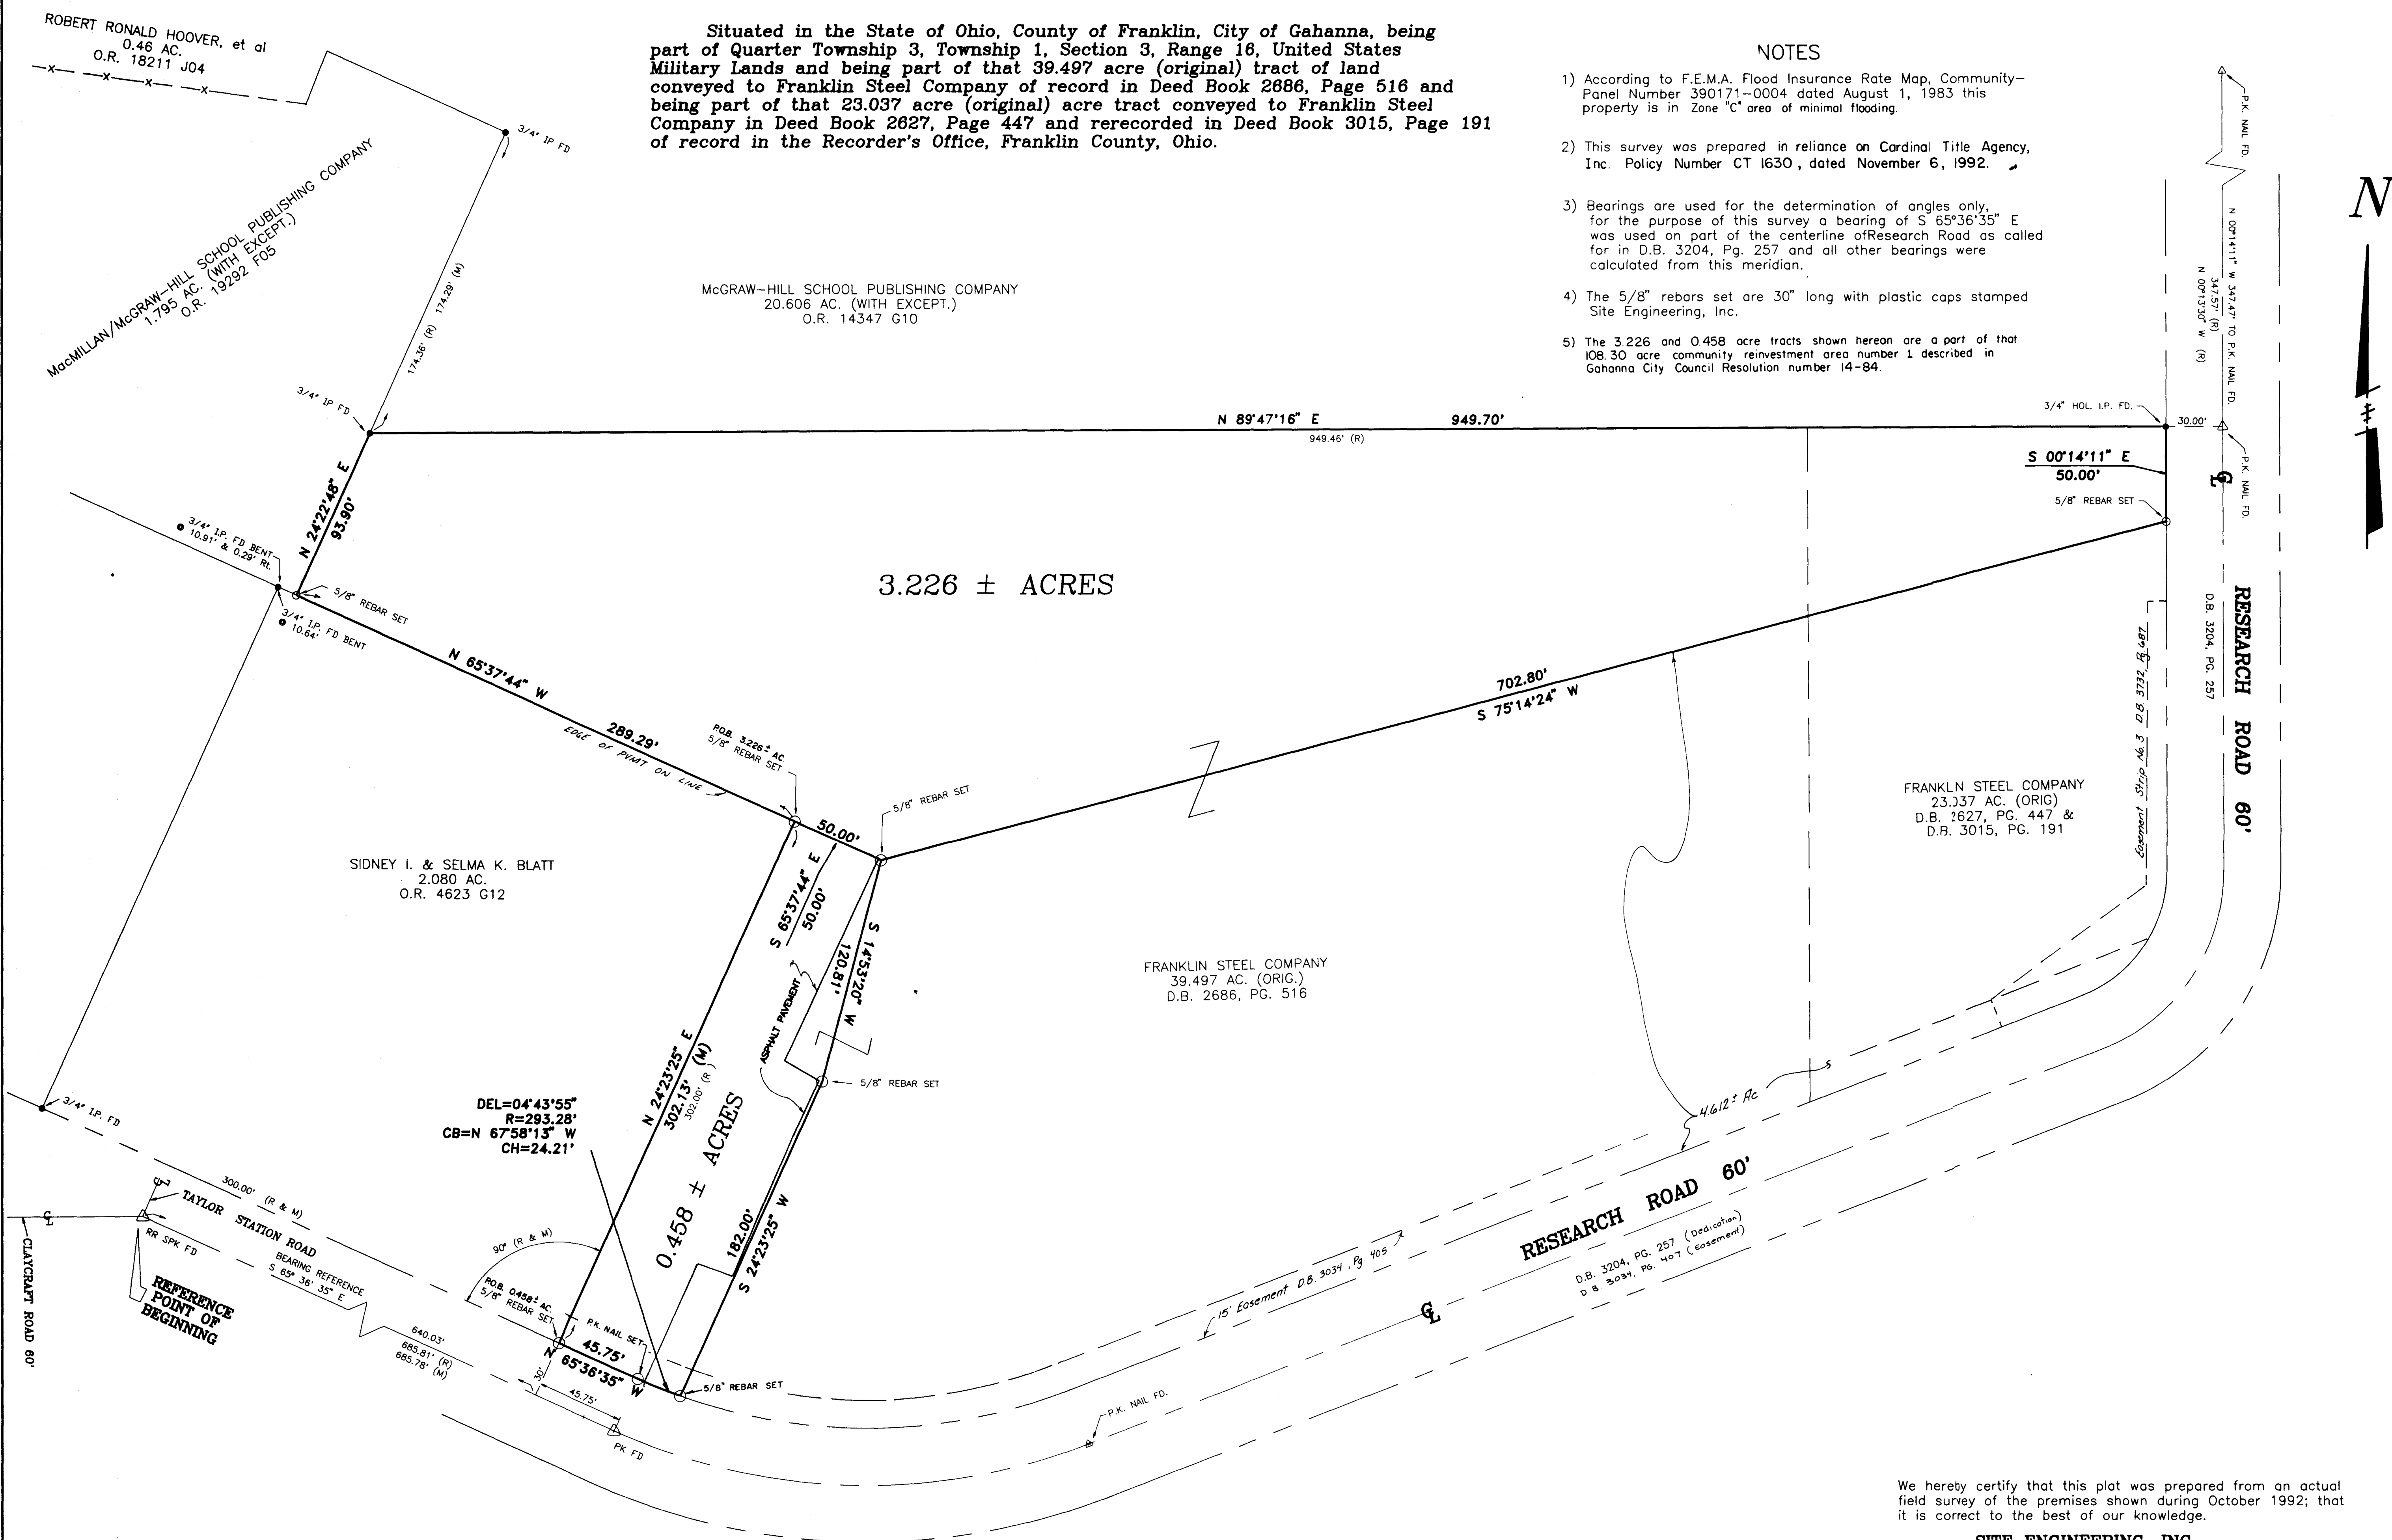 ROBERT RONALD HOOVER, et al
0.46 AC.
O.R. 18211 J04
Situated in the State of Ohio, County of Franklin, City of Gahanna, being
part of Quarter Township 3, Township 1, Section 3, Range 16, United States
Military Lands and being part of that 39.497 acre (original) tract of land
conveyed to Franklin Steel Company of record in Deed Book 2686, Page 516 and
being part of that 23.037 acre (original) acre tract conveyed to Franklin Steel
Company in Deed Book 2627, Page 447 and rerecorded in Deed Book 3015, Page 191
of record in the Recorder's Office, Franklin County, Ohio.
NOTES
1) According to F.E.M.A. Flood Insurance Rate Map, Community-
Panel Number 390171-0004 dated August 1, 1983 this
property is in Zone "C" area of minimal flooding.
2) This survey was prepared in reliance on Cardinal Title Agency,
Inc. Policy Number CT 1630, dated November 6, 1992.
3) Bearings are used for the determination of angles only,
for the purpose of this survey a bearing of S 65°36'35" E
was used on part of the centerline ofResearch Road as called
for in D.B. 3204, Pg. 257 and all other bearings were
calculated from this meridian.
4) The 5/8" rebars set are 30" long with plastic caps stamped
Site Engineering, Inc.
5) The 3.226 and 0.458 acre tracts shown hereon are a part of that
108.30 acre community reinvestment area number 1 described in
Gahanna City Council Resolution number 14-84.
P.K. NAIL FD.
N 00°14'11" W 347.47' TO P.K. NAIL FD.
347.57' (R)
N 00°13'30" W (R)
N
3/4" IP FD
MacMILLAN/McGRAW-HILL SCHOOL PUBLISHING COMPANY
1.795 AC. (WITH EXCEPT.)
O.R. 19292 F05
174.36' (R) 174.29' (M)
McGRAW-HILL SCHOOL PUBLISHING COMPANY
20.606 AC. (WITH EXCEPT.)
O.R. 14347 G10
3/4" IP FD
N 89°47'16" E 949.70'
949.46' (R)
3/4" HOL. I.P. FD.
30.00'
P.K. NAIL FD.
S 00°14'11" E
50.00'
5/8" REBAR SET
CL
N 24°22'48" E
93.90'
3/4" I.P. FD BENT
10.91' & 0.29' Rt.
5/8" REBAR SET
3/4" I.P. FD BENT
10.64'
3.226 ± ACRES
RESEARCH ROAD 60'
D.B. 3204, PG. 257
Easement Strip No.3 D.B. 3732, Pg. 687
N 65°37'44" W
289.29'
EDGE OF PVMT ON LINE
702.80'
S 75°14'24" W
P.O.B. 3.226± AC.
5/8" REBAR SET
5/8" REBAR SET
50.00'
S 65°37'44" E
50.00'
FRANKLN STEEL COMPANY
23.037 AC. (ORIG)
D.B. 2627, PG. 447 &
D.B. 3015, PG. 191
SIDNEY I. & SELMA K. BLATT
2.080 AC.
O.R. 4623 G12
S 14°53'20" W
120.81'
ASPHALT PAVEMENT
FRANKLIN STEEL COMPANY
39.497 AC. (ORIG.)
D.B. 2686, PG. 516
5/8" REBAR SET
N 24°23'25" E
302.13' (M)
302.00' (R)
0.458 ± ACRES
DEL=04°43'55"
R=293.28'
CB=N 67°58'13" W
CH=24.21'
4.612± Ac
3/4" I.P. FD
300.00' (R & M)
TAYLOR STATION ROAD
CL
CL
RR SPK FD
BEARING REFERENCE
S 65° 36' 35" E
CLAYCRAFT ROAD 60'
REFERENCE
POINT OF
BEGINNING
90° (R & M)
182.00'
S 24°23'25" W
P.O.B. 0.458± AC.
5/8" REBAR SET
P.K. NAIL SET
45.75'
N 65°36'35" W
5/8" REBAR SET
640.03'
685.81' (R)
685.78' (M)
30'
45.75'
PK FD
P.K. NAIL FD.
15' Easement D.B. 3034, Pg. 405
CL
RESEARCH ROAD 60'
D.B. 3204, PG. 257 (Dedication)
D B 3034, PG 407 (Easement)
We hereby certify that this plat was prepared from an actual
field survey of the premises shown during October 1992; that
it is correct to the best of our knowledge.
SITE ENGINEERING, INC.